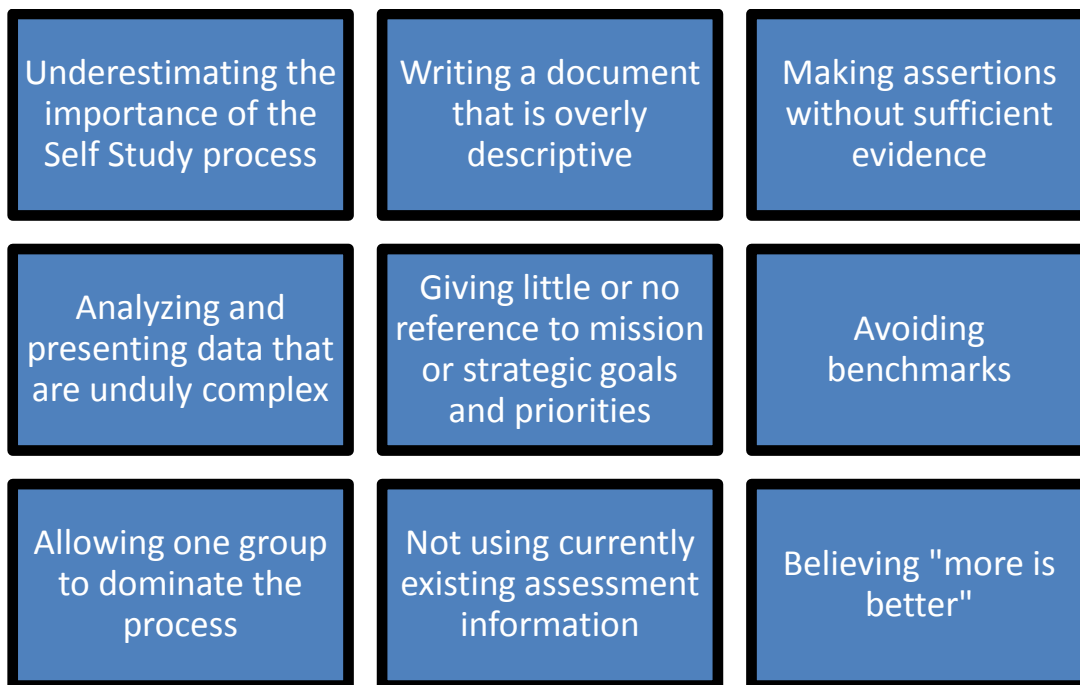 Underestimating the
importance of the
Self Study process
Writing a document
that is overly
descriptive
Making assertions
without sufficient
evidence
Analyzing and
presenting data that
are unduly complex
Giving little or no
reference to mission
or strategic goals
and priorities
Avoiding
benchmarks
Allowing one group
to dominate the
process
Not using currently
existing assessment
information
Believing "more is
better"